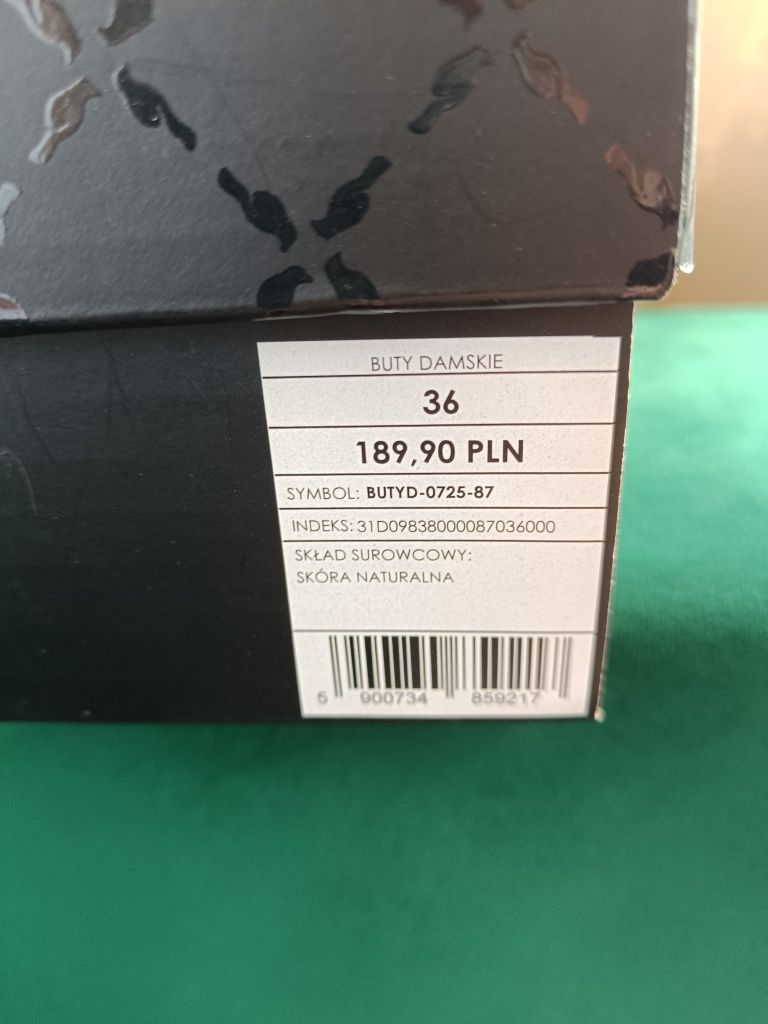 BUTY DAMSKIE
36
189,90 PLN
SYMBOL: BUTYD-0725-87
INDEKS: 31D09838000087036000
SKŁAD SUROWCOWY:
SKÓRA NATURALNA
5 900734 859217